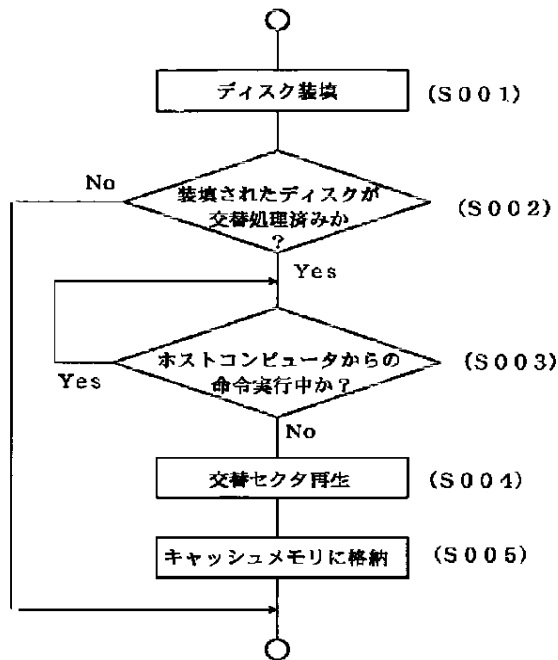 ディスク装填
(S001)
No
装填されたディスクが
交替処理済みか
?
(S002)
Yes
ホストコンピュータからの
命令実行中か?
(S003)
Yes
No
交替セクタ再生
(S004)
キャッシュメモリに格納
(S005)